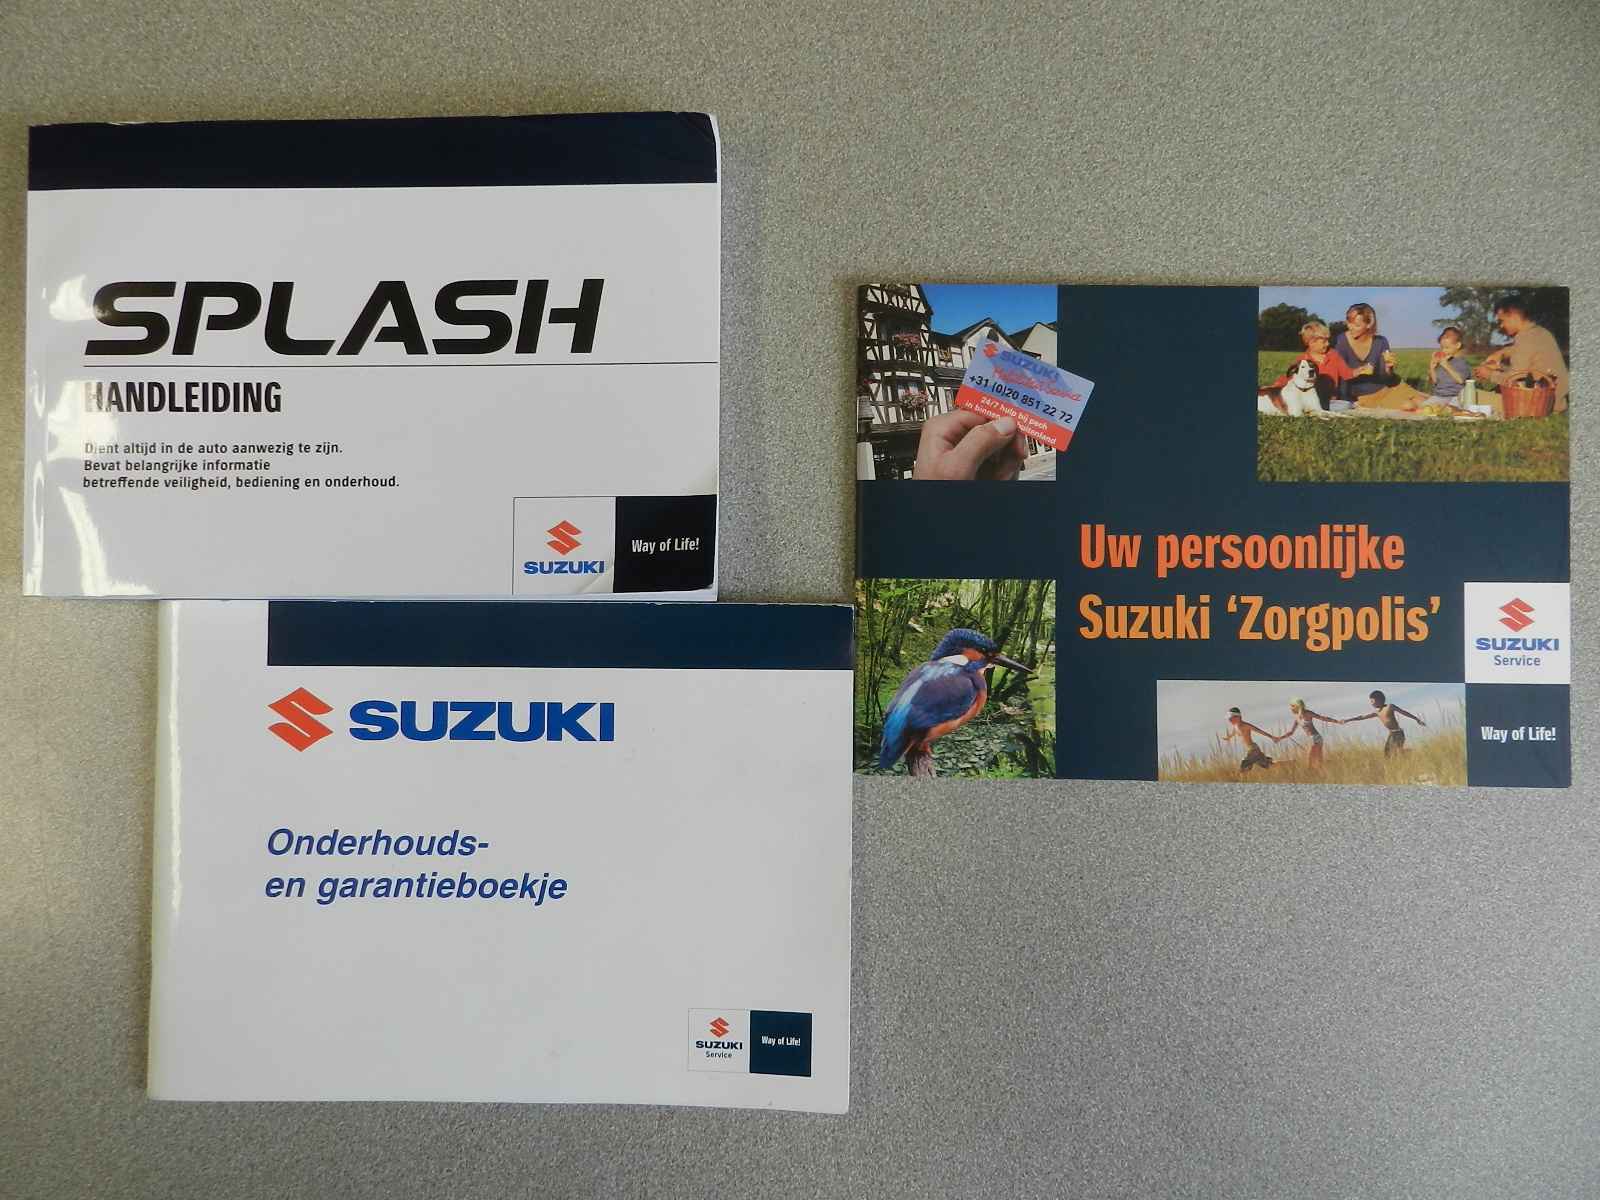 SPLASH
HANDLEIDING
Dient altijd in de auto aanwezig te zijn.
Bevat belangrijke informatie
betreffende veiligheid, bediening en onderhoud.
SUZUKI
Way of Life!
SUZUKI
Onderhouds-
en garantieboekje
SUZUKI
Service
Way of Life!
SUZUKI
+31 (0)20 851 22 72
24/7 hulp bij pech
in buitenland
Uw persoonlijke
Suzuki ‘Zorgpolis’
SUZUKI
Service
Way of Life!